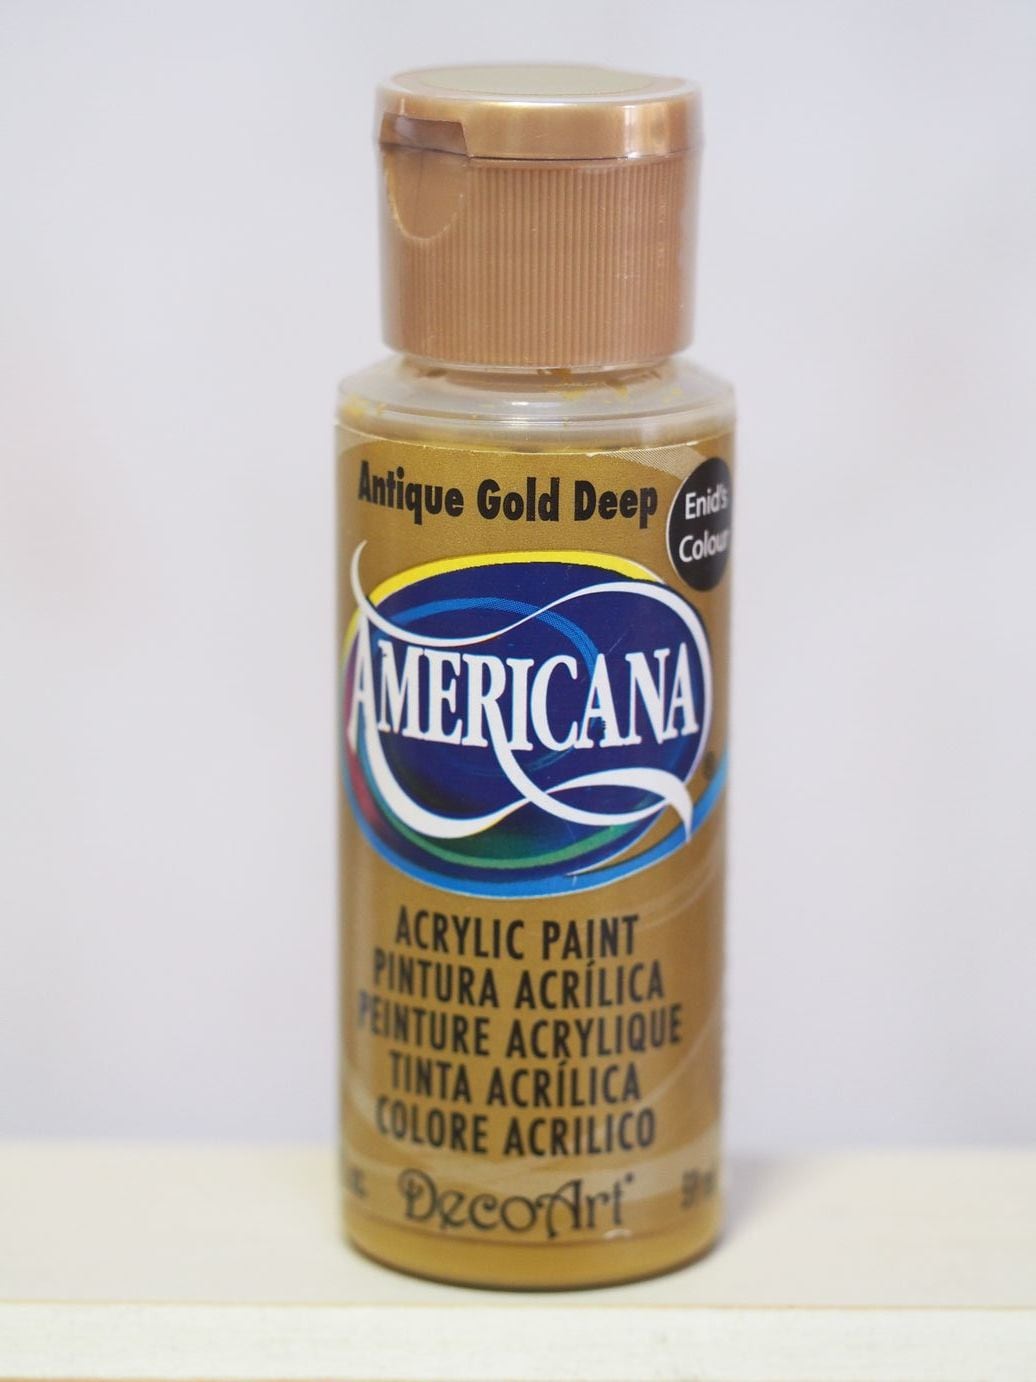 Antique Gold Deep
Enid's
Colour
AMERICANA
ACRYLIC PAINT
PINTURA ACRÍLICA
PEINTURE ACRYLIQUE
TINTA ACRÍLICA
COLORE ACRILICO
DecoArt